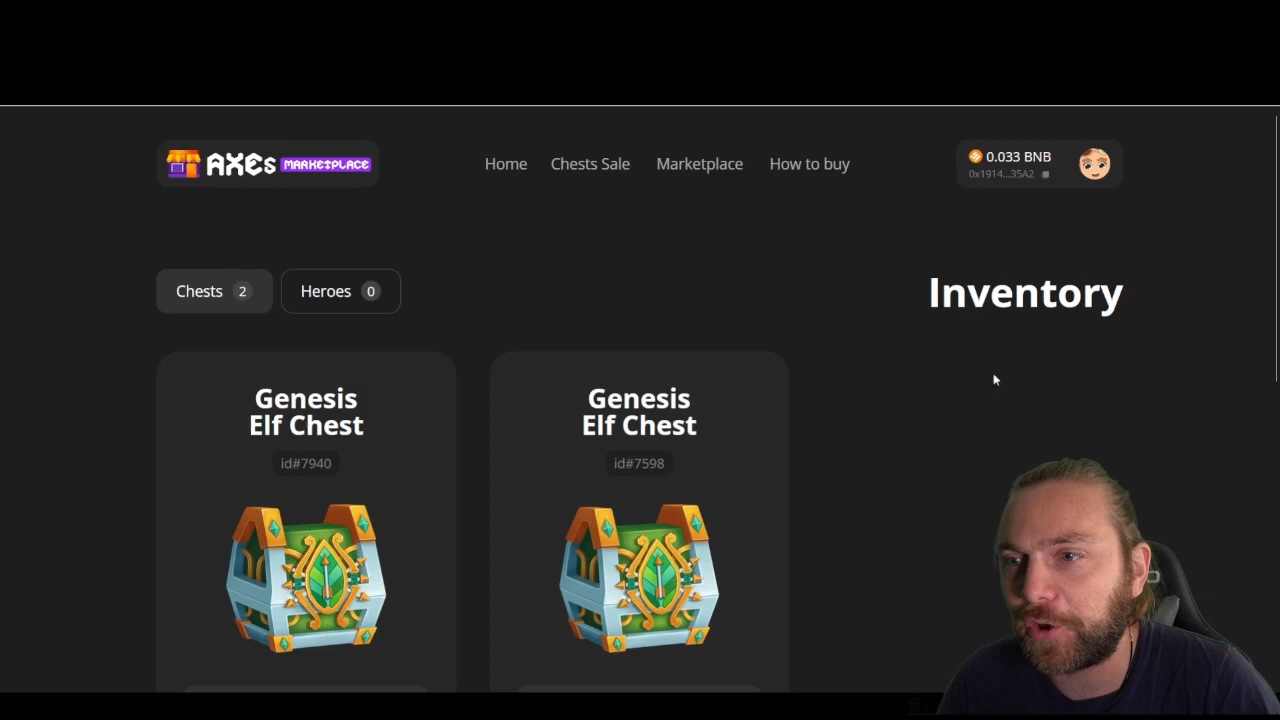 AXEs MARKETPLACE
Home Chests Sale Marketplace How to buy
0.033 BNB
0x1914...35A2
Chests 2 Heroes 0
Inventory
Genesis
Elf Chest
id#7940
Genesis
Elf Chest
id#7598